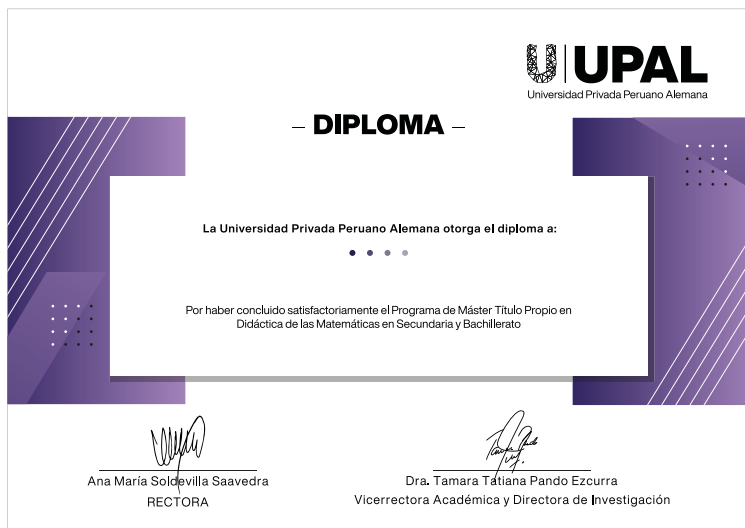 UPAL
Universidad Privada Peruano Alemana
– DIPLOMA –
La Universidad Privada Peruano Alemana otorga el diploma a:
Por haber concluido satisfactoriamente el Programa de Máster Título Propio en
Didáctica de las Matemáticas en Secundaria y Bachillerato
Ana María Soldevilla Saavedra
RECTORA
Dra. Tamara Tatiana Pando Ezcurra
Vicerrectora Académica y Directora de Investigación